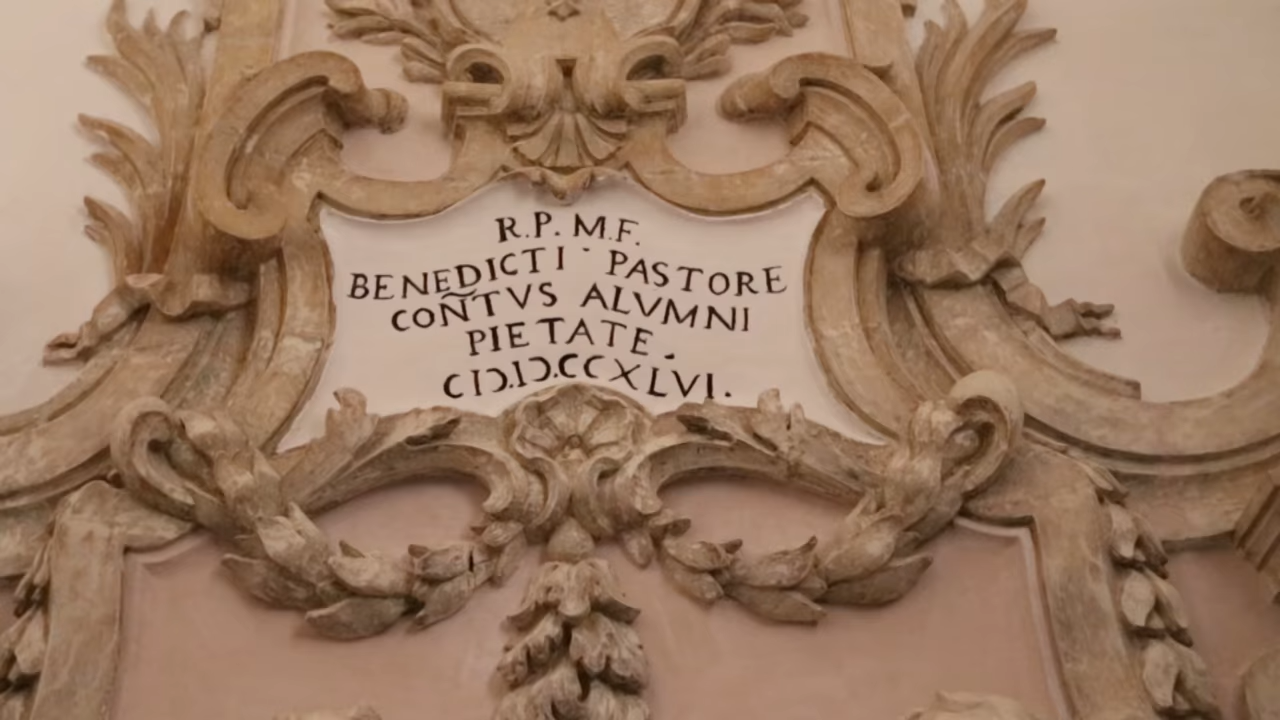 R.P. M.F.
BENEDICTI · PASTORE
COÑTVS ALVMNI
PIETATE.
CIƆ.IƆ.CCXLVI.